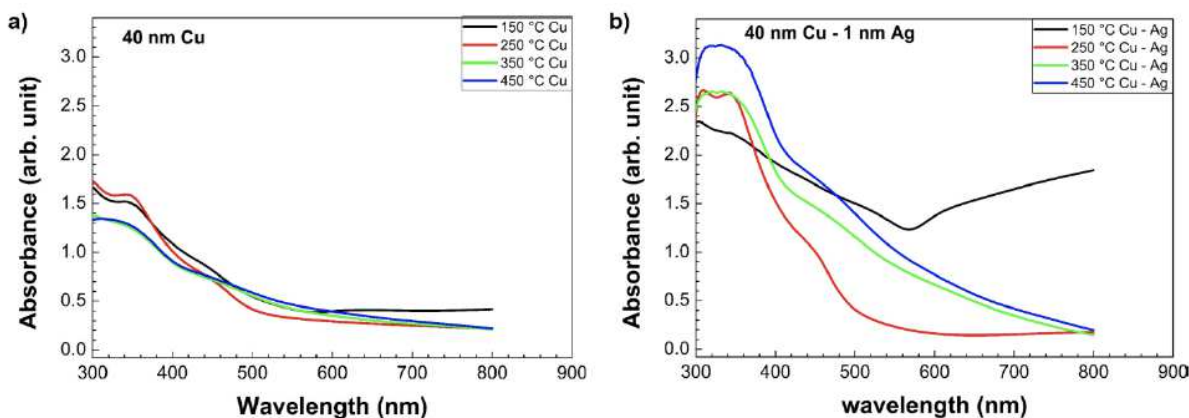 a)
40 nm Cu
150 °C Cu
250 °C Cu
350 °C Cu
450 °C Cu
Absorbance (arb. unit)
3.0
2.5
2.0
1.5
1.0
0.5
0.0
300 400 500 600 700 800 900
Wavelength (nm)
b)
40 nm Cu - 1 nm Ag
150 °C Cu - Ag
250 °C Cu - Ag
350 °C Cu - Ag
450 °C Cu - Ag
Absorbance (arb. unit)
3.0
2.5
2.0
1.5
1.0
0.5
0.0
300 400 500 600 700 800 900
wavelength (nm)